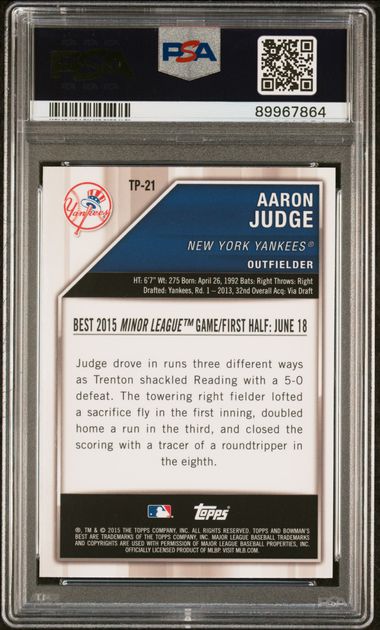 PSA
PSA
89967864
Yankees
TP-21
AARON
JUDGE
NEW YORK YANKEES®
OUTFIELDER
HT: 6'7" Wt: 275 Born: April 26, 1992 Bats: Right Throws: Right
Drafted: Yankees, Rd. 1 – 2013, 32nd Overall Acq: Via Draft
BEST 2015 MINOR LEAGUE™ GAME/FIRST HALF: JUNE 18
Judge drove in runs three different ways
as Trenton shackled Reading with a 5-0
defeat. The towering right fielder lofted
a sacrifice fly in the first inning, doubled
home a run in the third, and closed the
scoring with a tracer of a roundtripper in
the eighth.
Topps
®, TM & © 2015 THE TOPPS COMPANY, INC. ALL RIGHTS RESERVED. TOPPS AND BOWMAN'S
BEST ARE TRADEMARKS OF THE TOPPS COMPANY, INC. MAJOR LEAGUE BASEBALL TRADEMARKS
AND COPYRIGHTS ARE USED WITH PERMISSION OF MAJOR LEAGUE BASEBALL PROPERTIES, INC.
OFFICIALLY LICENSED PRODUCT OF MLBP. VISIT MLB.COM.